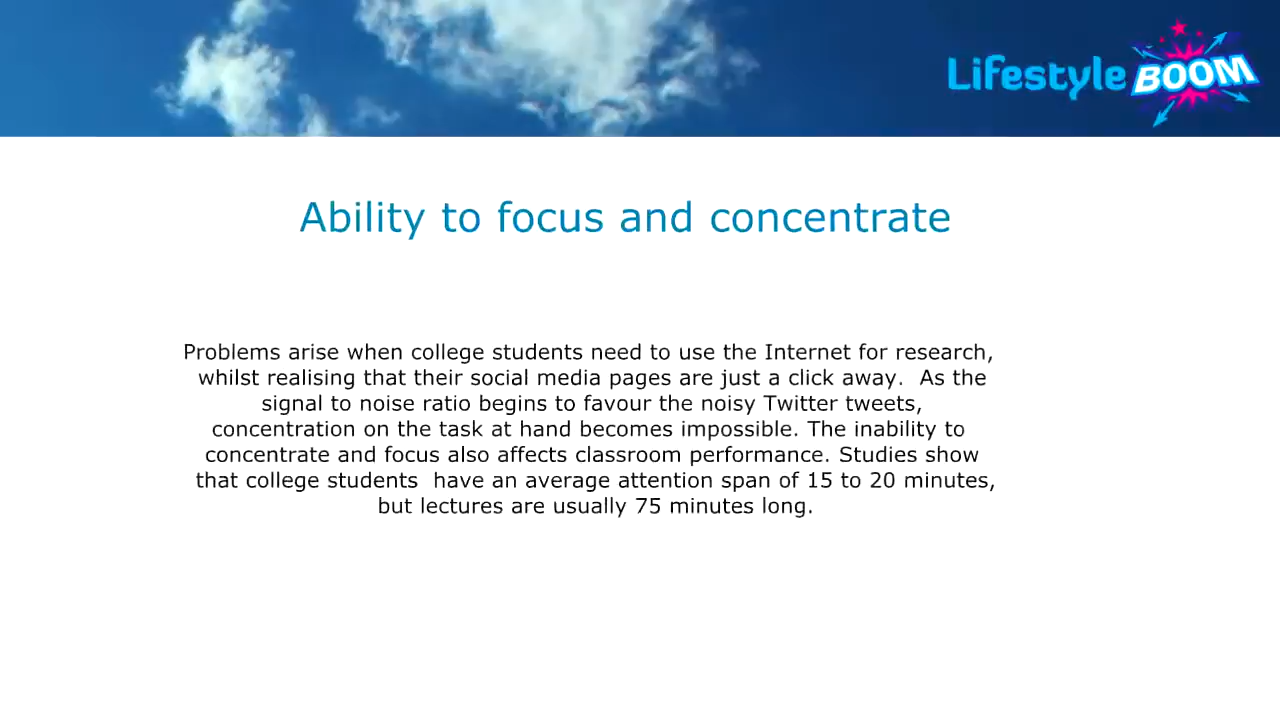 Lifestyle BOOM
Ability to focus and concentrate
Problems arise when college students need to use the Internet for research,
whilst realising that their social media pages are just a click away.  As the
signal to noise ratio begins to favour the noisy Twitter tweets,
concentration on the task at hand becomes impossible. The inability to
concentrate and focus also affects classroom performance. Studies show
that college students  have an average attention span of 15 to 20 minutes,
but lectures are usually 75 minutes long.